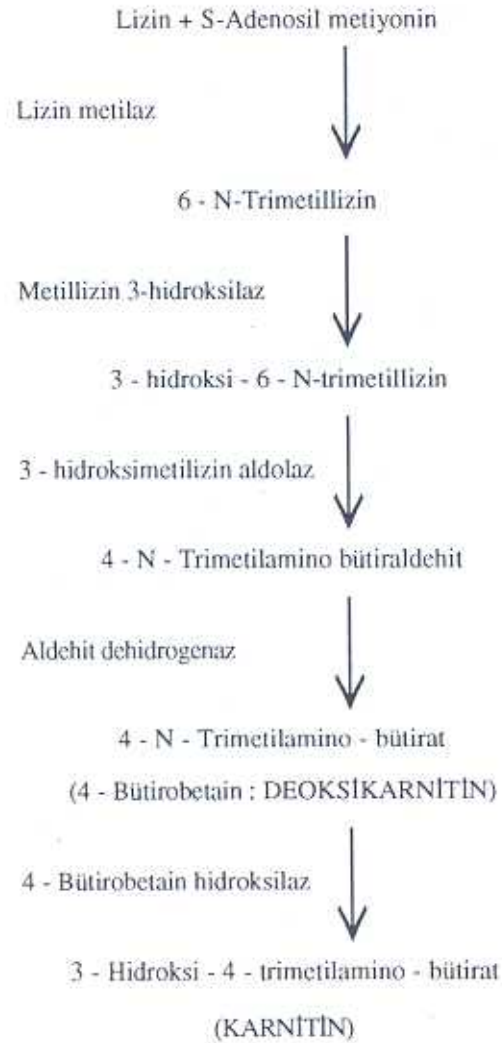 Lizin + S-Adenosil metiyonin
Lizin metilaz
6 - N-Trimetillizin
Metillizin 3-hidroksilaz
3 - hidroksi - 6 - N-trimetillizin
3 - hidroksimetilizin aldolaz
4 - N - Trimetilamino bütiraldehit
Aldehit dehidrogenaz
4 - N - Trimetilamino - bütirat
(4 - Bütirobetain : DEOKSİKARNİTİN)
4 - Bütirobetain hidroksilaz
3 - Hidroksi - 4 - trimetilamino - bütirat
(KARNİTİN)